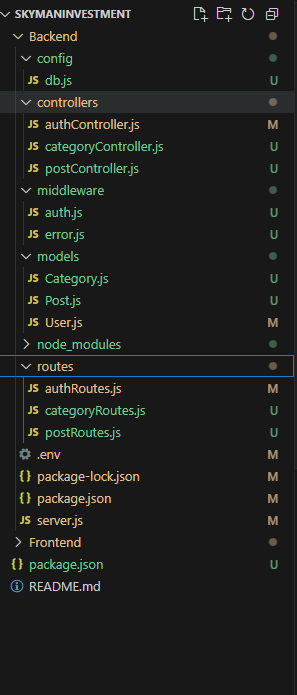 SKYMANINVESTMENT
Backend
config
JS db.js U
controllers
JS authController.js M
JS categoryController.js U
JS postController.js U
middleware
JS auth.js U
JS error.js U
models
JS Category.js U
JS Post.js U
JS User.js M
node_modules
routes
JS authRoutes.js M
JS categoryRoutes.js U
JS postRoutes.js U
.env M
{} package-lock.json M
{} package.json M
JS server.js M
Frontend
{} package.json U
README.md